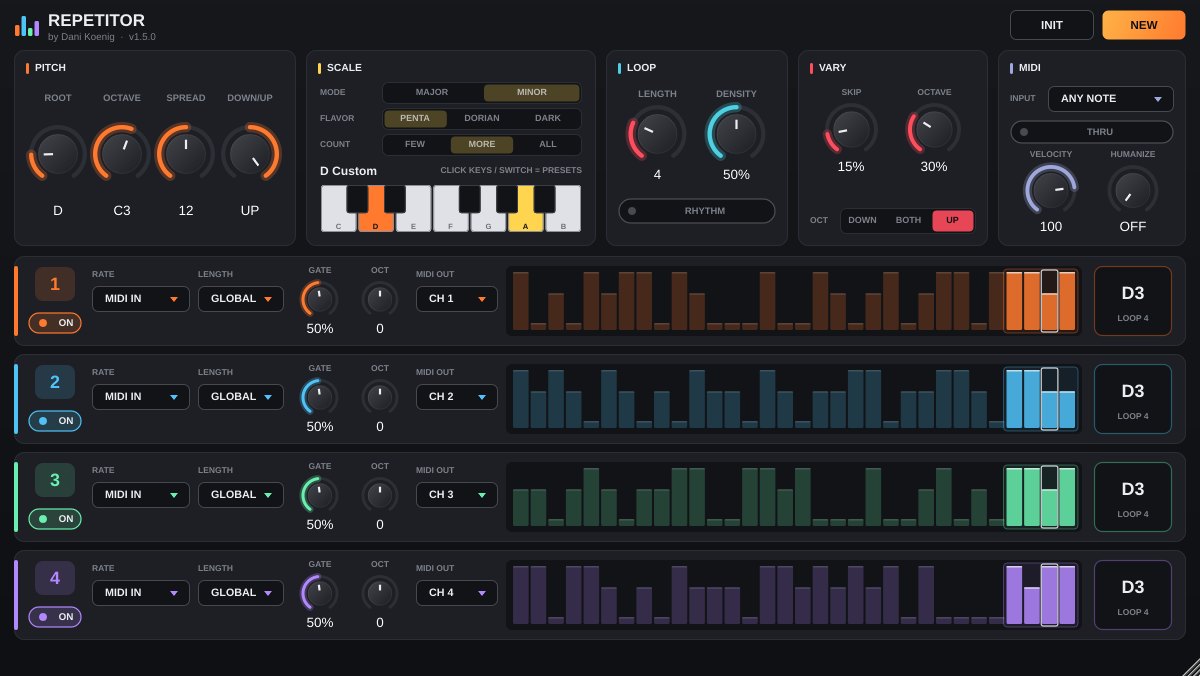 REPETITOR
by Dani Koenig · v1.5.0
INIT
NEW
PITCH
ROOT OCTAVE SPREAD DOWN/UP
D C3 12 UP
SCALE
MODE MAJOR MINOR
FLAVOR PENTA DORIAN DARK
COUNT FEW MORE ALL
D Custom CLICK KEYS / SWITCH = PRESETS
C D E F G A B
LOOP
LENGTH DENSITY
4 50%
RHYTHM
VARY
SKIP OCTAVE
15% 30%
OCT DOWN BOTH UP
MIDI
INPUT ANY NOTE
THRU
VELOCITY HUMANIZE
100 OFF
1
ON
RATE LENGTH GATE OCT MIDI OUT
MIDI IN GLOBAL CH 1
50% 0
D3
LOOP 4
2
ON
RATE LENGTH GATE OCT MIDI OUT
MIDI IN GLOBAL CH 2
50% 0
D3
LOOP 4
3
ON
RATE LENGTH GATE OCT MIDI OUT
MIDI IN GLOBAL CH 3
50% 0
D3
LOOP 4
4
ON
RATE LENGTH GATE OCT MIDI OUT
MIDI IN GLOBAL CH 4
50% 0
D3
LOOP 4